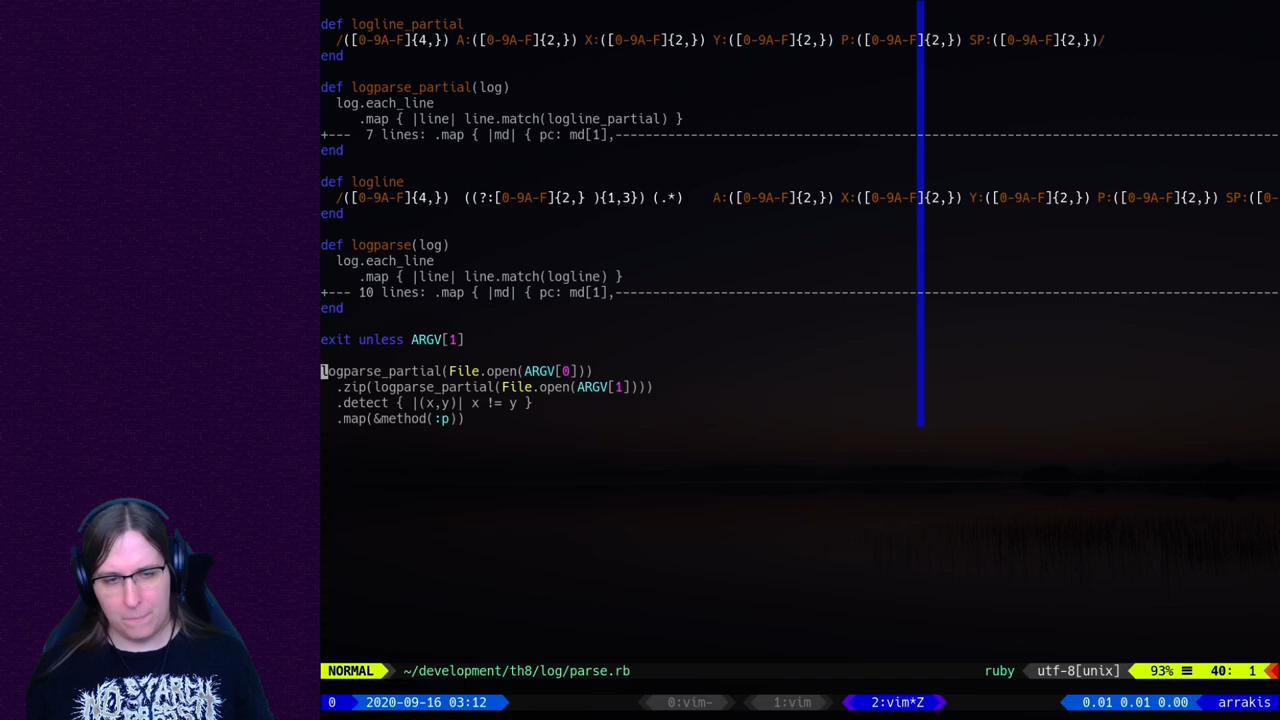 def logline_partial
  /([0-9A-F]{4,}) A:([0-9A-F]{2,}) X:([0-9A-F]{2,}) Y:([0-9A-F]{2,}) P:([0-9A-F]{2,}) SP:([0-9A-F]{2,})/
end
def logparse_partial(log)
  log.each_line
     .map { |line| line.match(logline_partial) }
+---  7 lines: .map { |md| { pc: md[1],--------------------------------------------------------------------------------
end
def logline
  /([0-9A-F]{4,})  ((?:[0-9A-F]{2,} ){1,3}) (.*)    A:([0-9A-F]{2,}) X:([0-9A-F]{2,}) Y:([0-9A-F]{2,}) P:([0-9A-F]{2,}) SP:([0-
end
def logparse(log)
  log.each_line
     .map { |line| line.match(logline) }
+--- 10 lines: .map { |md| { pc: md[1],--------------------------------------------------------------------------------
end
exit unless ARGV[1]
logparse_partial(File.open(ARGV[0]))
  .zip(logparse_partial(File.open(ARGV[1])))
  .detect { |(x,y)| x != y }
  .map(&method(:p))
NO STARCH
PRESS
NORMAL ~/development/th8/log/parse.rb ruby utf-8[unix] 93% ≡ 40: 1
0 2020-09-16 03:12 0:vim- 1:vim 2:vim*Z 0.01 0.01 0.00 arrakis